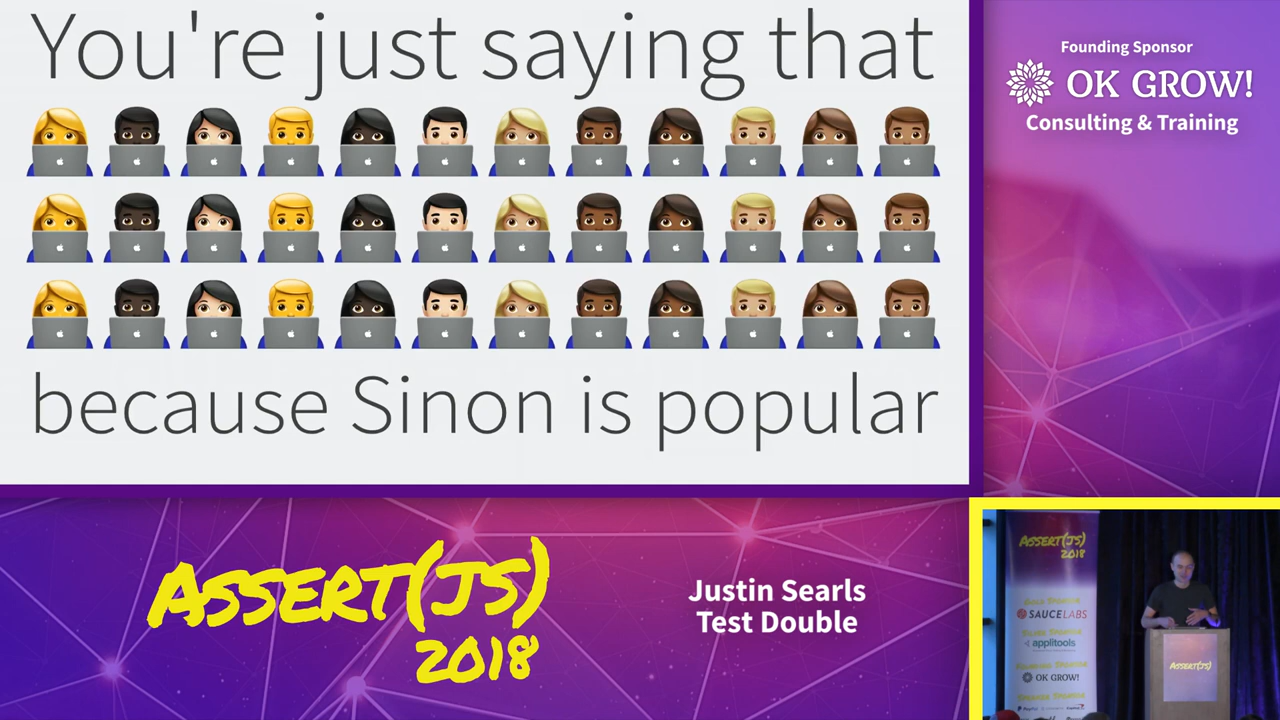 You're just saying that
because Sinon is popular
Founding Sponsor
OK GROW!
Consulting & Training
ASSERT(JS)
2018
Justin Searls
Test Double
ASSERT(JS)
2018
SAUCELABS
applitools
OK GROW!
PayPal
ASSERT(JS)